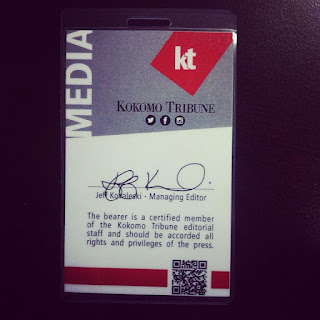 MEDIA
kt
KOKOMO TRIBUNE
Jeff Kovaleski - Managing Editor
The bearer is a certified member
of the Kokomo Tribune editorial
staff and should be accorded all
rights and privileges of the press.